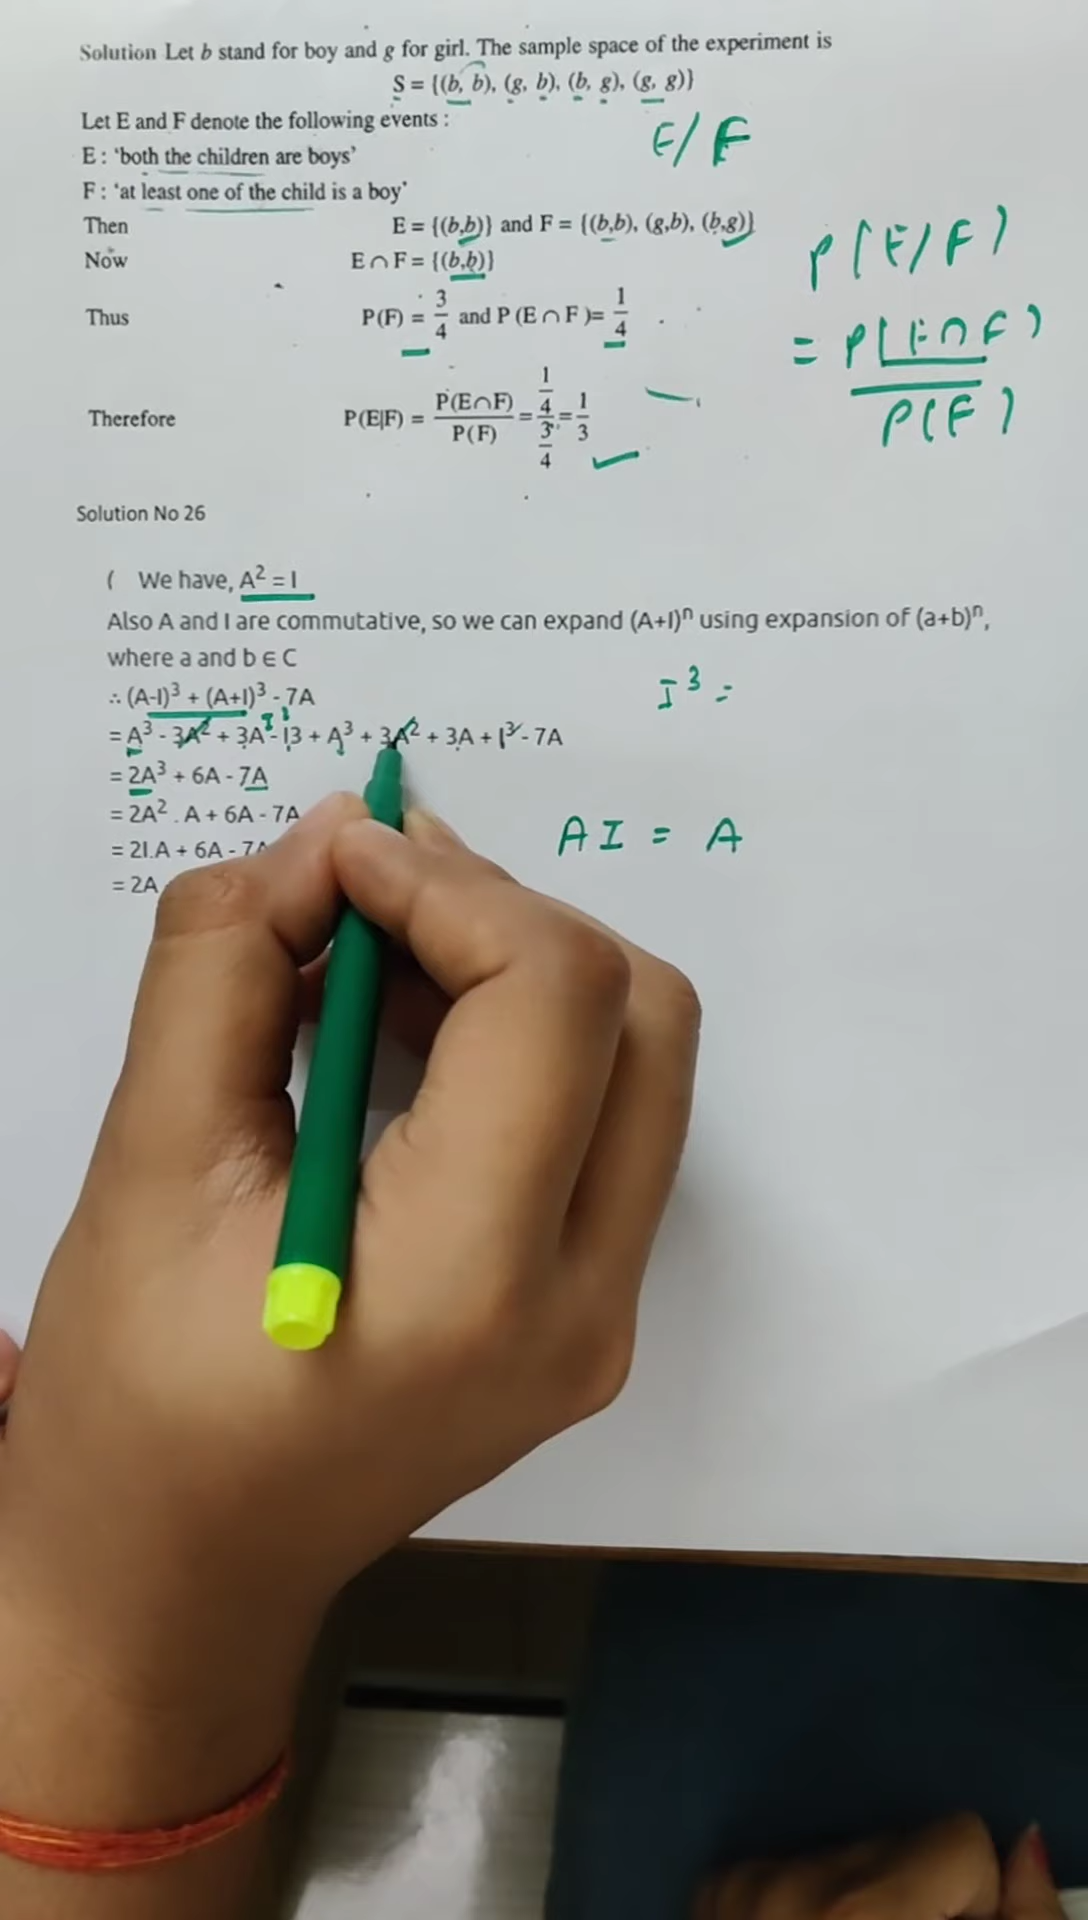 Solution Let b stand for boy and g for girl. The sample space of the experiment is
S = {(b, b), (g, b), (b, g), (g, g)}
Let E and F denote the following events :
E/F
E : ‘both the children are boys’
F : ‘at least one of the child is a boy’
Then E = {(b,b)} and F = {(b,b), (g,b), (b,g)}
Now E ∩ F = {(b,b)}
P(E/F)
Thus P(F) = 3/4 and P (E ∩ F )= 1/4
= P(E∩F)/P(F)
Therefore P(E|F) = P(E∩F)/P(F) = (1/4)/(3/4) = 1/3
Solution No 26
( We have, A² = I
Also A and I are commutative, so we can expand (A+I)ⁿ using expansion of (a+b)ⁿ,
where a and b ∈ C
∴ (A-I)³ + (A+I)³ - 7A
I³ =
I³
= A³ - 3A² + 3A - I3 + A³ + 3A² + 3A + I³ - 7A
= 2A³ + 6A - 7A
= 2A² . A + 6A - 7A
AI = A
= 2I.A + 6A - 7A
= 2A